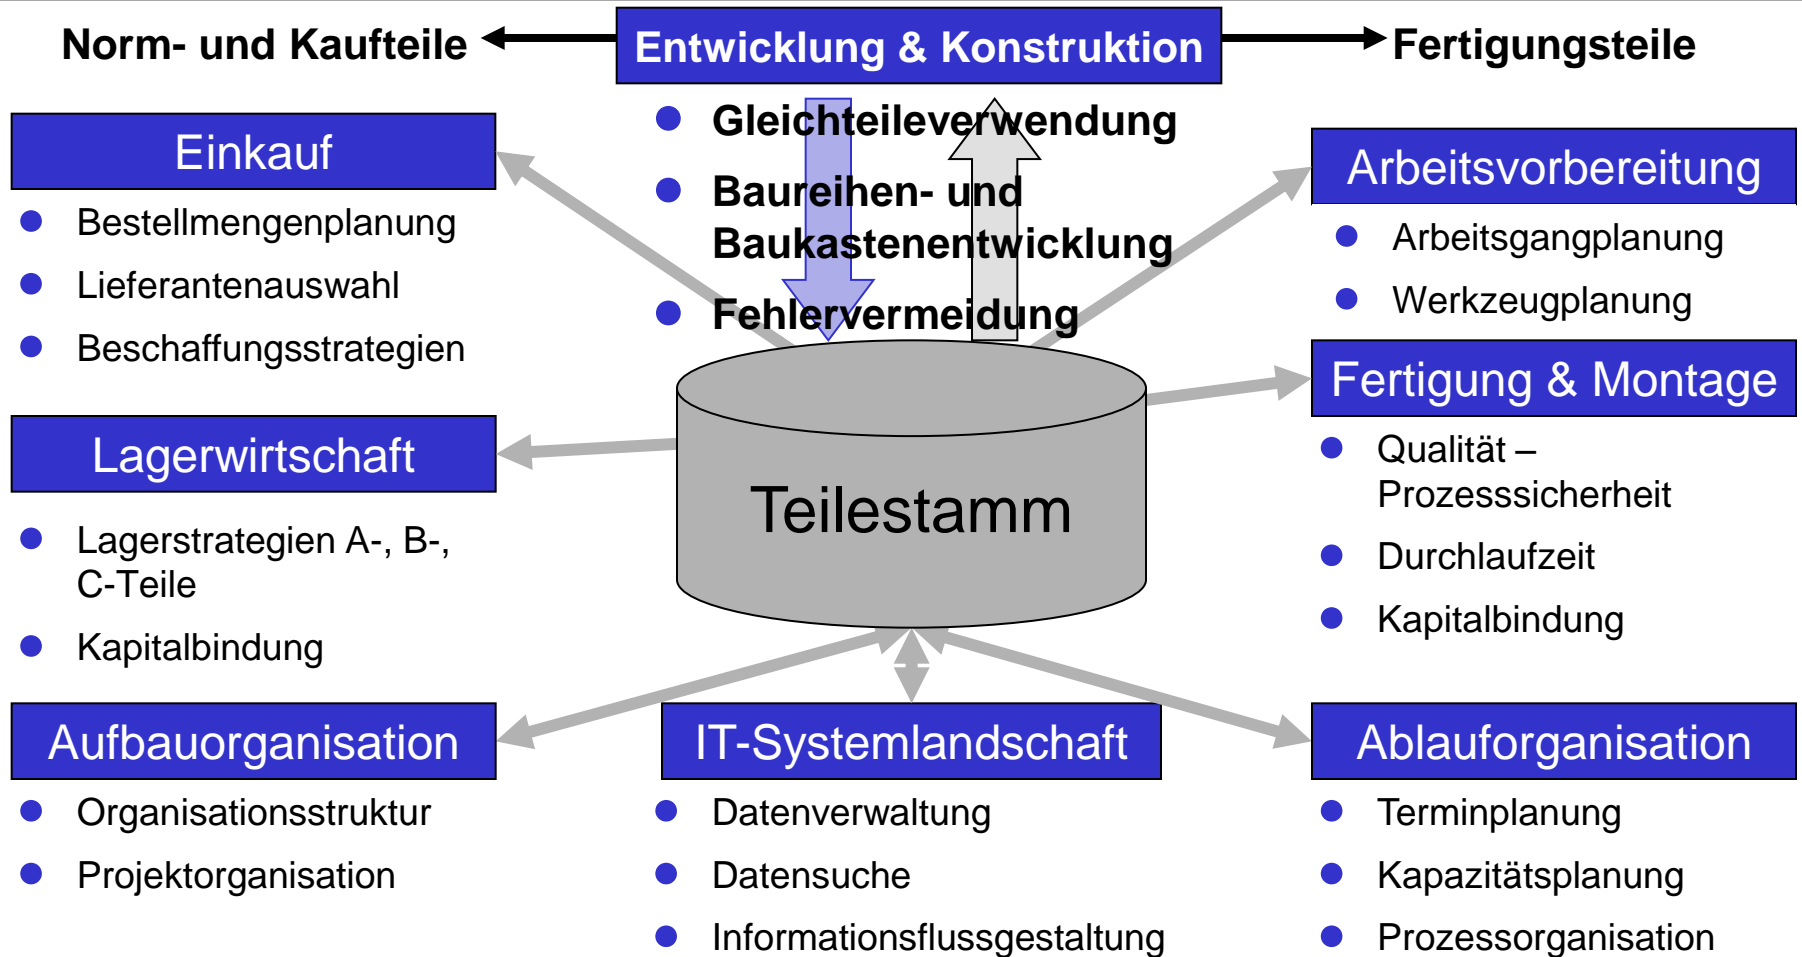 Norm- und Kaufteile
Entwicklung & Konstruktion
Fertigungsteile
Gleichteileverwendung
Baureihen- und
Baukastenentwicklung
Fehlervermeidung
Einkauf
Bestellmengenplanung
Lieferantenauswahl
Beschaffungsstrategien
Arbeitsvorbereitung
Arbeitsgangplanung
Werkzeugplanung
Lagerwirtschaft
Lagerstrategien A-, B-,
C-Teile
Kapitalbindung
Teilestamm
Fertigung & Montage
Qualität –
Prozesssicherheit
Durchlaufzeit
Kapitalbindung
Aufbauorganisation
Organisationsstruktur
Projektorganisation
IT-Systemlandschaft
Datenverwaltung
Datensuche
Informationsflussgestaltung
Ablauforganisation
Terminplanung
Kapazitätsplanung
Prozessorganisation